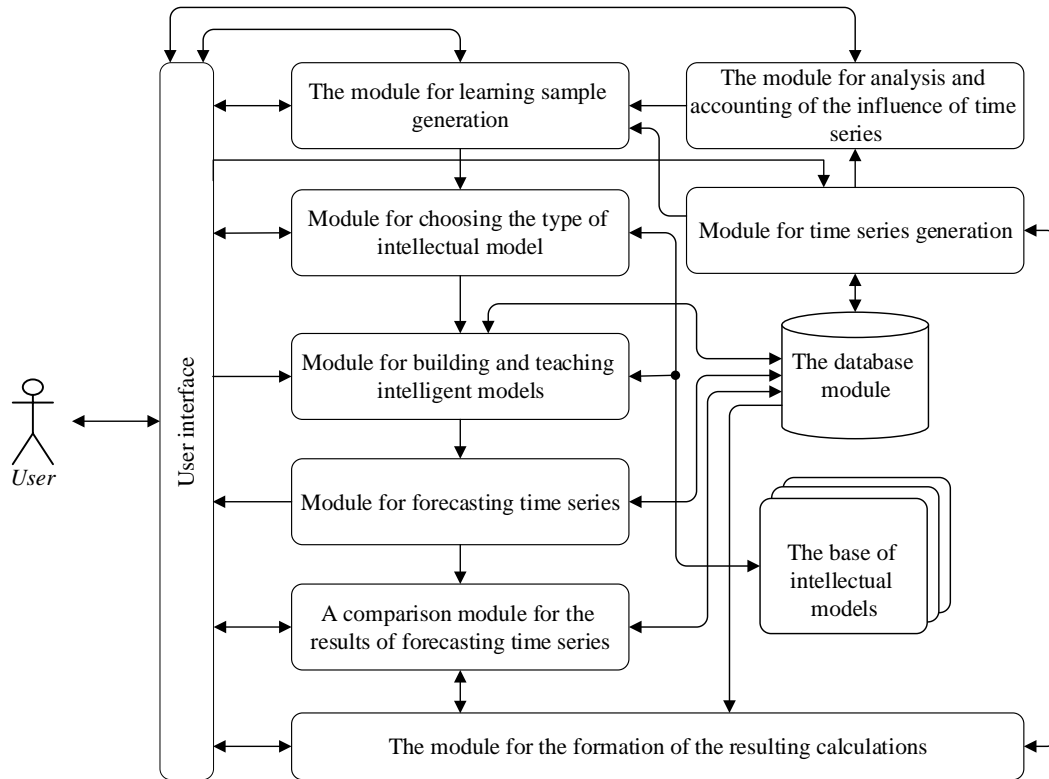 The module for learning sample
generation
The module for analysis and
accounting of the influence of time
series
Module for choosing the type of
intellectual model
Module for time series generation
Module for building and teaching
intelligent models
The database
module
User interface
User
Module for forecasting time series
The base of
intellectual
models
A comparison module for the
results of forecasting time series
The module for the formation of the resulting calculations